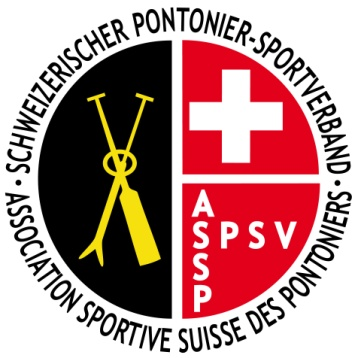 · SCHWEIZERISCHER PONTONIER-SPORTVERBAND ·
ASSOCIATION SPORTIVE SUISSE DES PONTONIERS
ASSP
SPSV